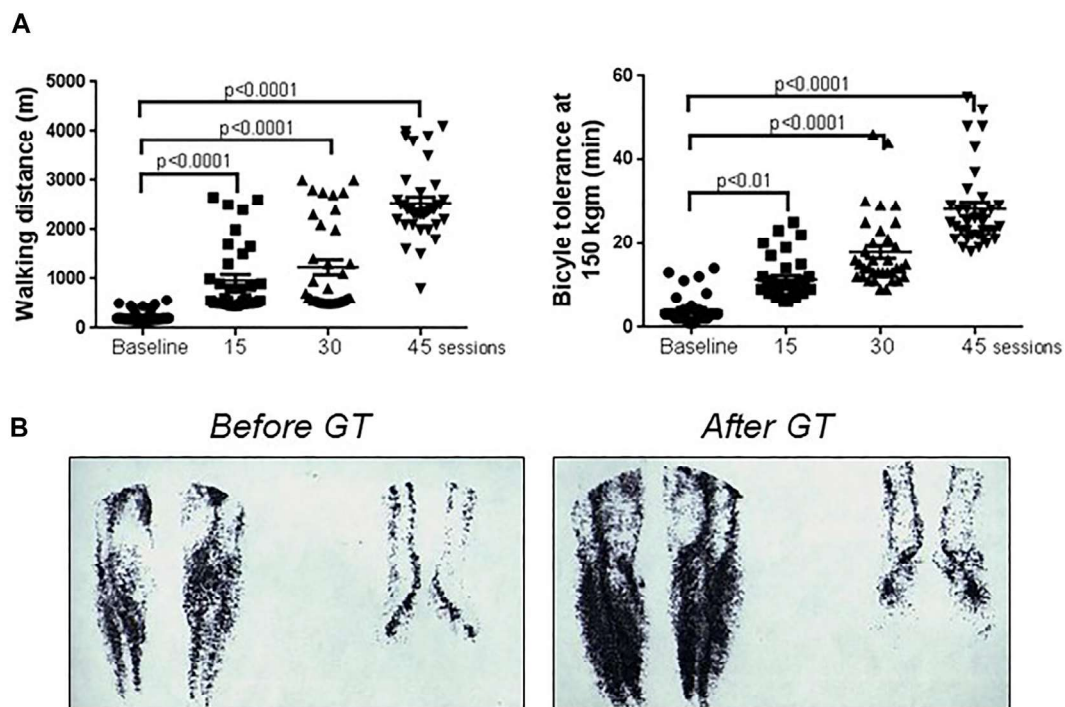 A
Walking distance (m)
5000
4000
3000
2000
1000
0
p<0.0001
p<0.0001
p<0.0001
Baseline 15 30 45 sessions
Bicyle tolerance at
150 kgm (min)
60
40
20
0
p<0.0001
p<0.0001
p<0.01
Baseline 15 30 45 sessions
B
Before GT
After GT